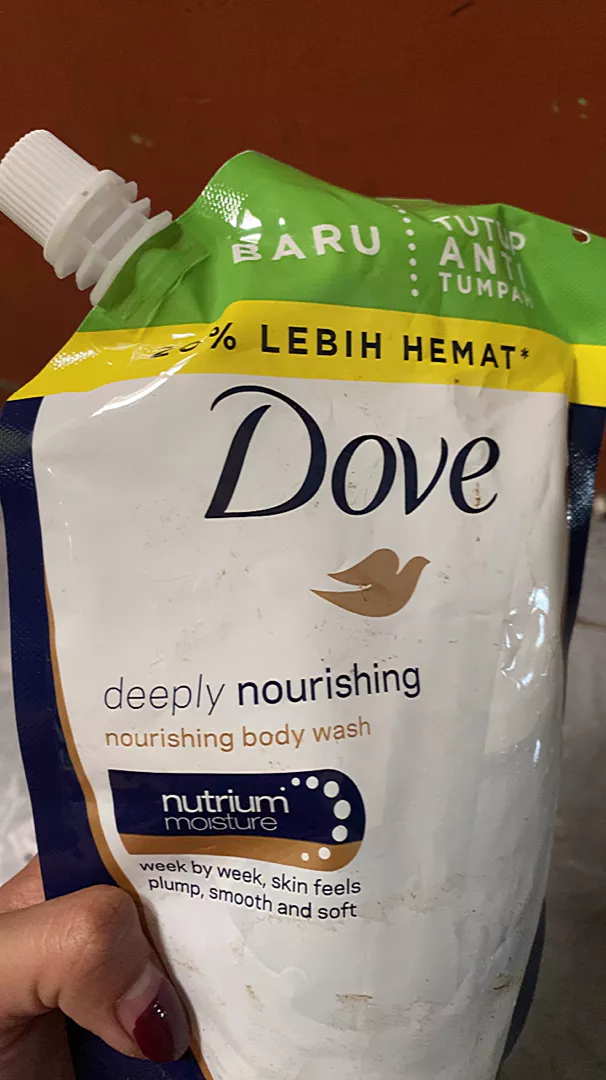 BARU
TUTUP
ANTI
TUMPAH
% LEBIH HEMAT*
Dove
deeply nourishing
nourishing body wash
nutrium
moisture
week by week, skin feels
plump, smooth and soft